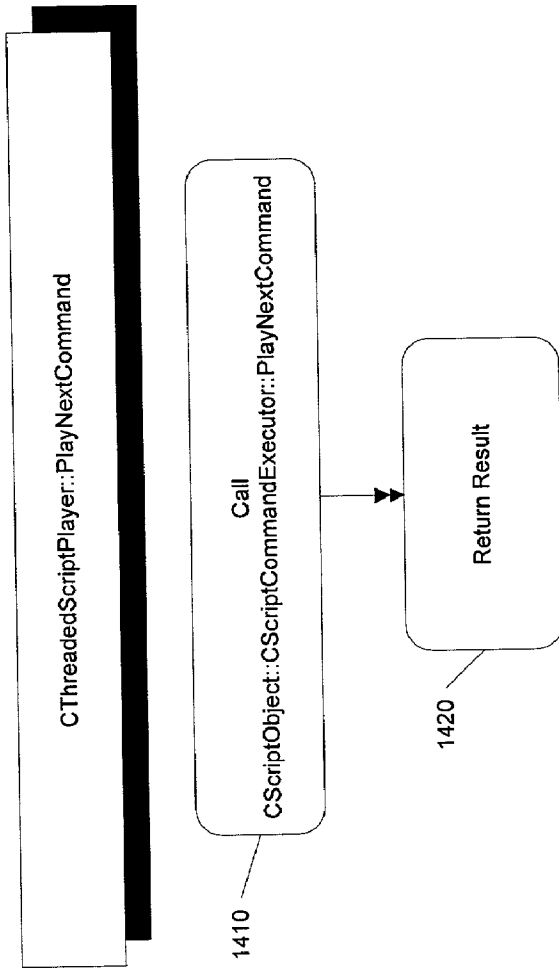 CThreadedScriptPlayer::PlayNextCommand
Call
CScriptObject::CScriptCommandExecutor::PlayNextCommand
1410
Return Result
1420